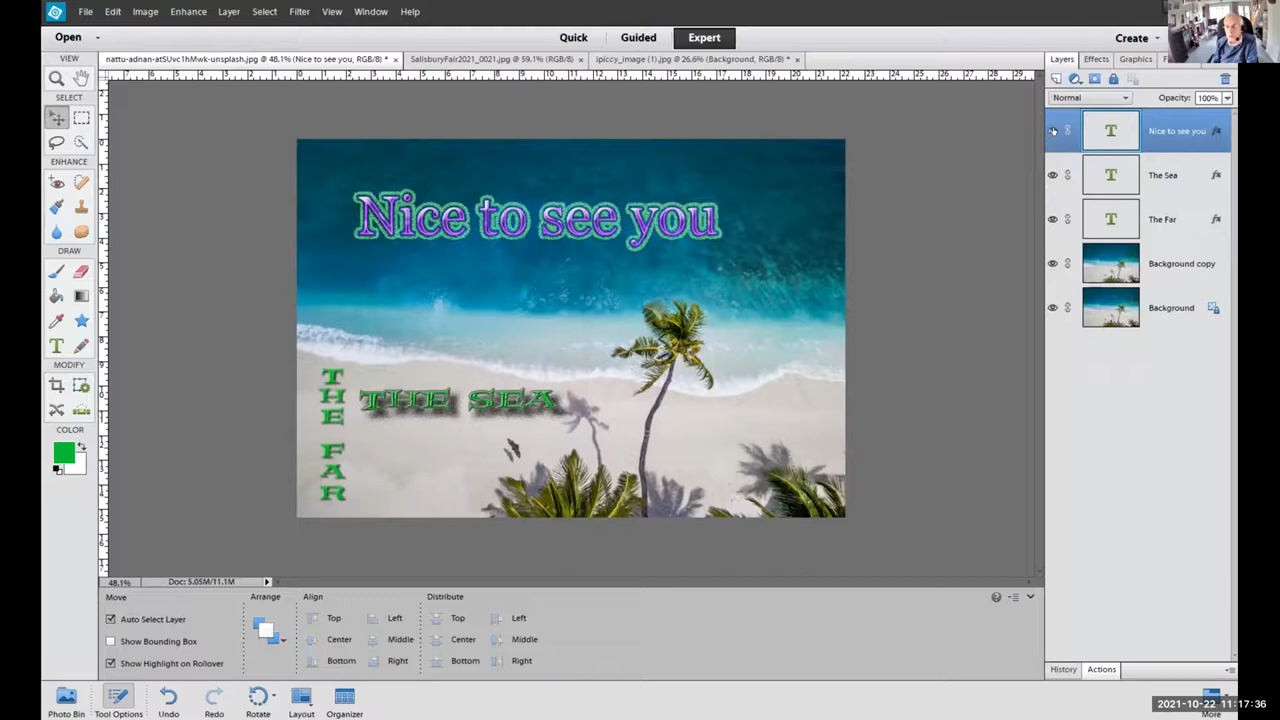 File Edit Image Enhance Layer Select Filter View Window Help
Open Quick Guided Expert Create
VIEW
nattu-adnan-atSUvc1hMwk-unsplash.jpg @ 48.1% (Nice to see you, RGB/8) * × SalisburyFair2021_0021.jpg @ 59.1% (RGB/8) × ipiccy_image (1).jpg @ 26.6% (Background, RGB/8) * ×
Layers Effects Graphics F
SELECT
Normal Opacity: 100%
Nice to see you fx
The Sea fx
The Far fx
Background copy
Background
ENHANCE
DRAW
MODIFY
COLOR
Nice to see you
THE FAR
THE SEA
48.1% Doc: 5.05M/11.1M
Move Arrange Align Distribute
Auto Select Layer Top Left Top Left
Show Bounding Box Center Middle Center Middle
Show Highlight on Rollover Bottom Right Bottom Right
History Actions
Photo Bin Tool Options Undo Redo Rotate Layout Organizer More
2021-10-22 11:17:36